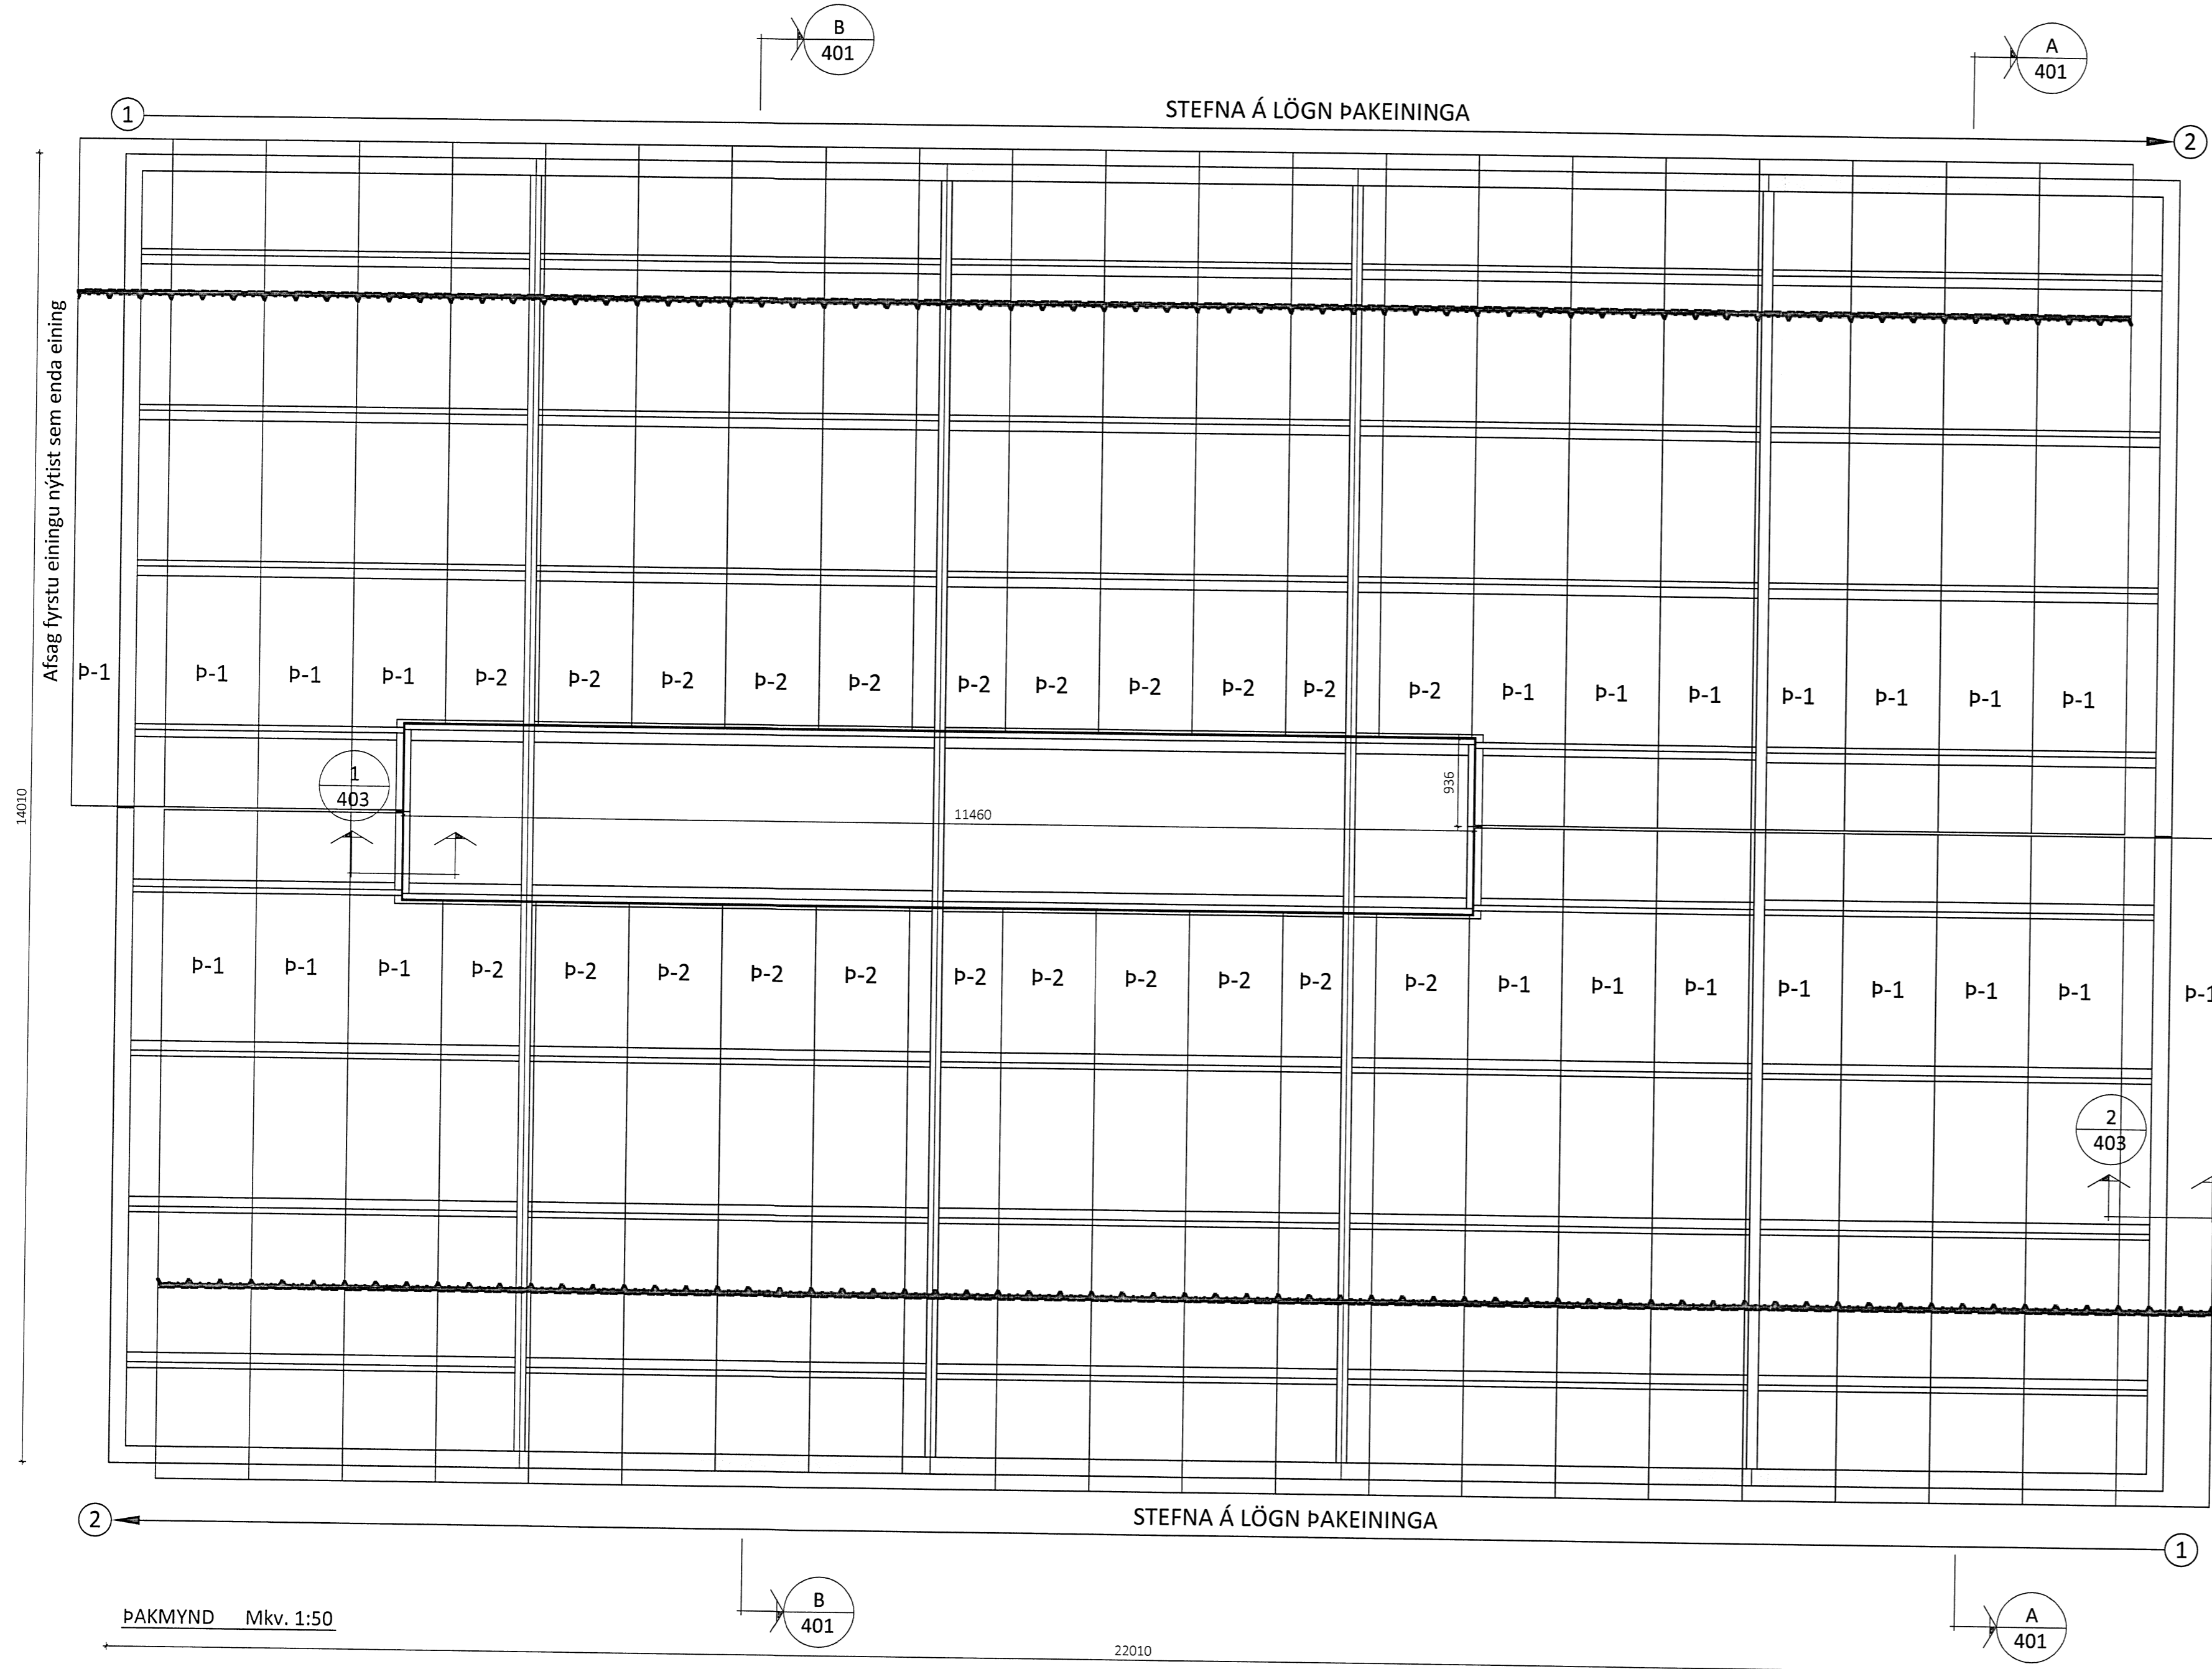 B
401
A
401
1
STEFNA Á LÖGN ÞAKEININGA
2
Afsag fyrstu einingu nýtist sem enda eining
14010
Þ-1 Þ-1 Þ-1 Þ-1 Þ-2 Þ-2 Þ-2 Þ-2 Þ-2 Þ-2 Þ-2 Þ-2 Þ-2 Þ-2 Þ-2 Þ-1 Þ-1 Þ-1 Þ-1 Þ-1 Þ-1 Þ-1
1
403
936
11460
Þ-1 Þ-1 Þ-1 Þ-2 Þ-2 Þ-2 Þ-2 Þ-2 Þ-2 Þ-2 Þ-2 Þ-2 Þ-2 Þ-2 Þ-1 Þ-1 Þ-1 Þ-1 Þ-1 Þ-1 Þ-1 Þ-1
2
403
2
STEFNA Á LÖGN ÞAKEININGA
1
B
401
A
401
ÞAKMYND Mkv. 1:50
22010